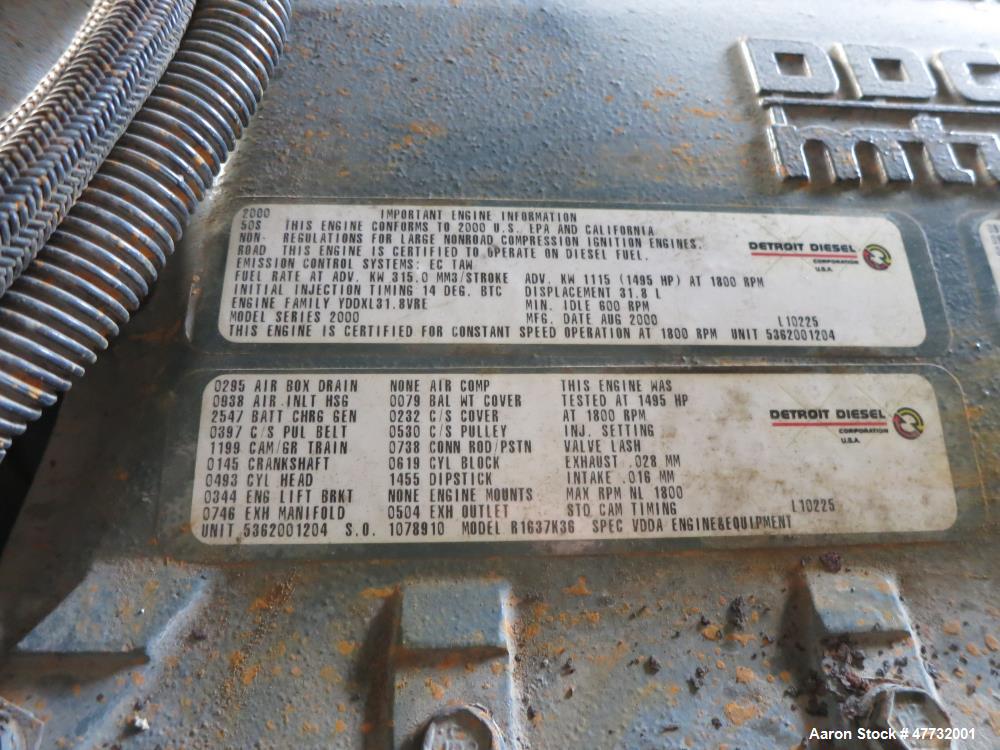 DDC
mtu
2000 IMPORTANT ENGINE INFORMATION
50S THIS ENGINE CONFORMS TO 2000 U.S. EPA AND CALIFORNIA
NON- REGULATIONS FOR LARGE NONROAD COMPRESSION IGNITION ENGINES.
ROAD THIS ENGINE IS CERTIFIED TO OPERATE ON DIESEL FUEL.
EMISSION CONTROL SYSTEMS: EC TAW
FUEL RATE AT ADV. KW 315.0 MM3/STROKE ADV. KW 1115 (1495 HP) AT 1800 RPM
INITIAL INJECTION TIMING 14 DEG. BTC DISPLACEMENT 31.8 L
ENGINE FAMILY YDDXL31.8VRE MIN. IDLE 600 RPM
MODEL SERIES 2000 MFG. DATE AUG 2000 L10225
THIS ENGINE IS CERTIFIED FOR CONSTANT SPEED OPERATION AT 1800 RPM UNIT 5362001204
DETROIT DIESEL
CORPORATION
U.S.A.
0295 AIR BOX DRAIN NONE AIR COMP THIS ENGINE WAS
0938 AIR INLT HSG 0079 BAL WT COVER TESTED AT 1495 HP
2547 BATT CHRG GEN 0232 C/S COVER AT 1800 RPM
0397 C/S PUL BELT 0530 C/S PULLEY INJ. SETTING
1199 CAM/GR TRAIN 0738 CONN ROD/PSTN VALVE LASH
0145 CRANKSHAFT 0619 CYL BLOCK EXHAUST .028 MM
0493 CYL HEAD 1455 DIPSTICK INTAKE .016 MM
0344 ENG LIFT BRKT NONE ENGINE MOUNTS MAX RPM NL 1800
0746 EXH MANIFOLD 0504 EXH OUTLET STD CAM TIMING L10225
UNIT 5362001204 S.O. 1078910 MODEL R1637K36 SPEC VDDA ENGINE&EQUIPMENT
DETROIT DIESEL
CORPORATION
U.S.A.
Aaron Stock # 47732001